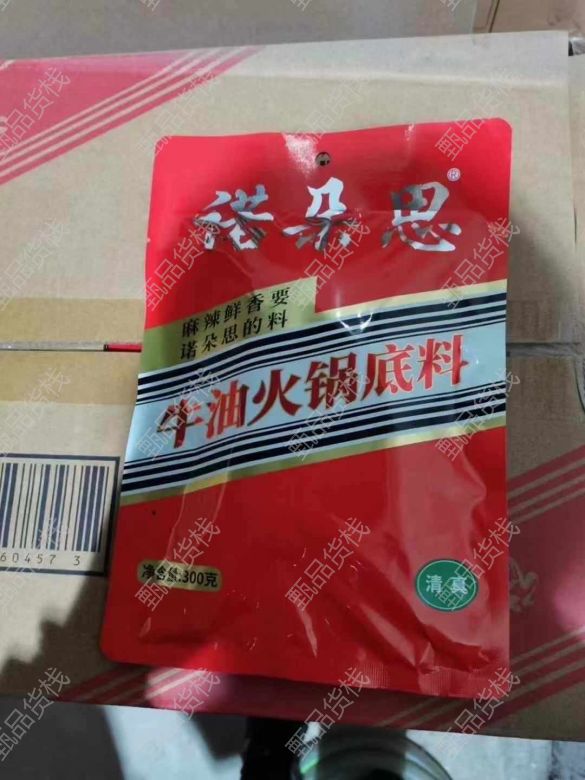 诺朵思®
麻辣鲜香要
诺朵思的料
牛油火锅底料
净含量:300克
清真
60457 3
甄品货栈